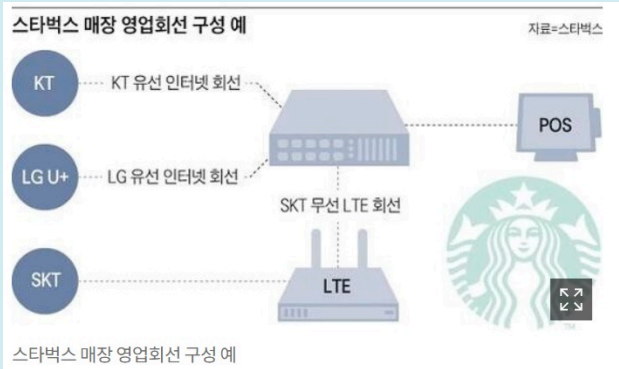 스타벅스 매장 영업회선 구성 예
자료=스타벅스
KT
KT 유선 인터넷 회선
POS
LG U+
LG 유선 인터넷 회선
SKT 무선 LTE 회선
SKT
LTE
TM
스타벅스 매장 영업회선 구성 예